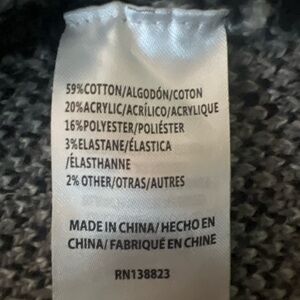 59%COTTON/ALGODÓN/COTON
20%ACRYLIC/ACRÍLICO/ACRYLIQUE
16%POLYESTER/POLIÉSTER
3%ELASTANE/ELÁSTICA
/ÉLASTHANNE
2% OTHER/OTRAS/AUTRES
MADE IN CHINA/ HECHO EN
CHINA/ FABRIQUÉ EN CHINE
RN138823